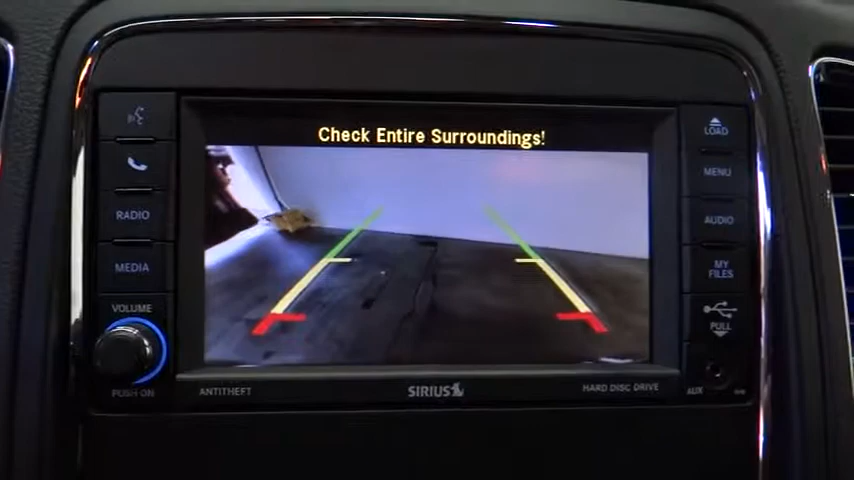 Check Entire Surroundings!
LOAD
MENU
RADIO
AUDIO
MEDIA
MY
FILES
VOLUME
PULL
PUSH ON
ANTITHEFT
SIRIUS
HARD DISC DRIVE
AUX